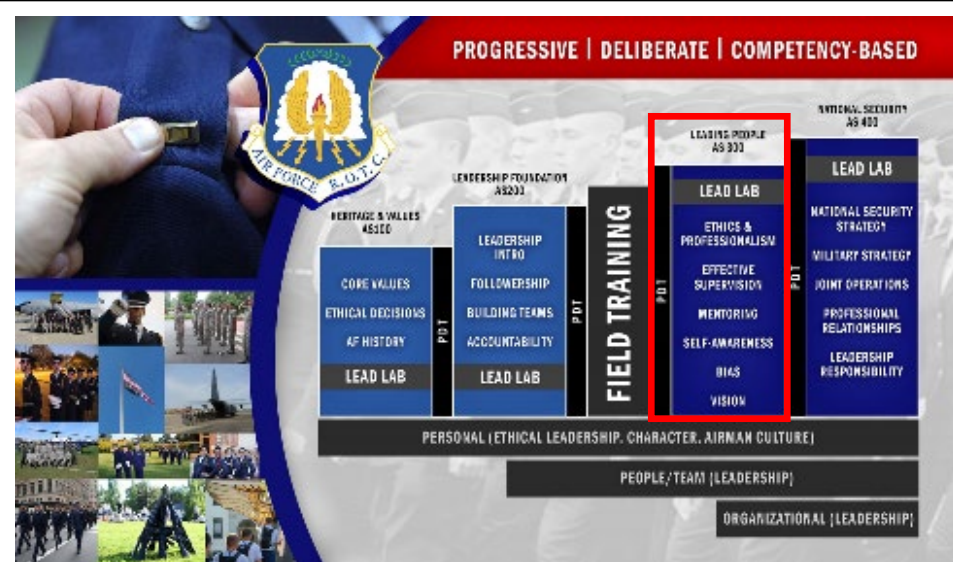 PROGRESSIVE | DELIBERATE | COMPETENCY-BASED
AIR FORCE R.O.T.C.
HERITAGE & VALUES
AS100
CORE VALUES
ETHICAL DECISIONS
AF HISTORY
LEAD LAB
PDT
LEADERSHIP FOUNDATION
AS200
LEADERSHIP
INTRO
FOLLOWERSHIP
BUILDING TEAMS
ACCOUNTABILITY
LEAD LAB
PDT
FIELD TRAINING
PDT
LEADING PEOPLE
AS 300
LEAD LAB
ETHICS &
PROFESSIONALISM
EFFECTIVE
SUPERVISION
MENTORING
SELF-AWARENESS
BIAS
VISION
PDT
NATIONAL SECURITY
AS 400
LEAD LAB
NATIONAL SECURITY
STRATEGY
MILITARY STRATEGY
JOINT OPERATIONS
PROFESSIONAL
RELATIONSHIPS
LEADERSHIP
RESPONSIBILITY
PERSONAL (ETHICAL LEADERSHIP, CHARACTER, AIRMAN CULTURE)
PEOPLE/TEAM (LEADERSHIP)
ORGANIZATIONAL (LEADERSHIP)